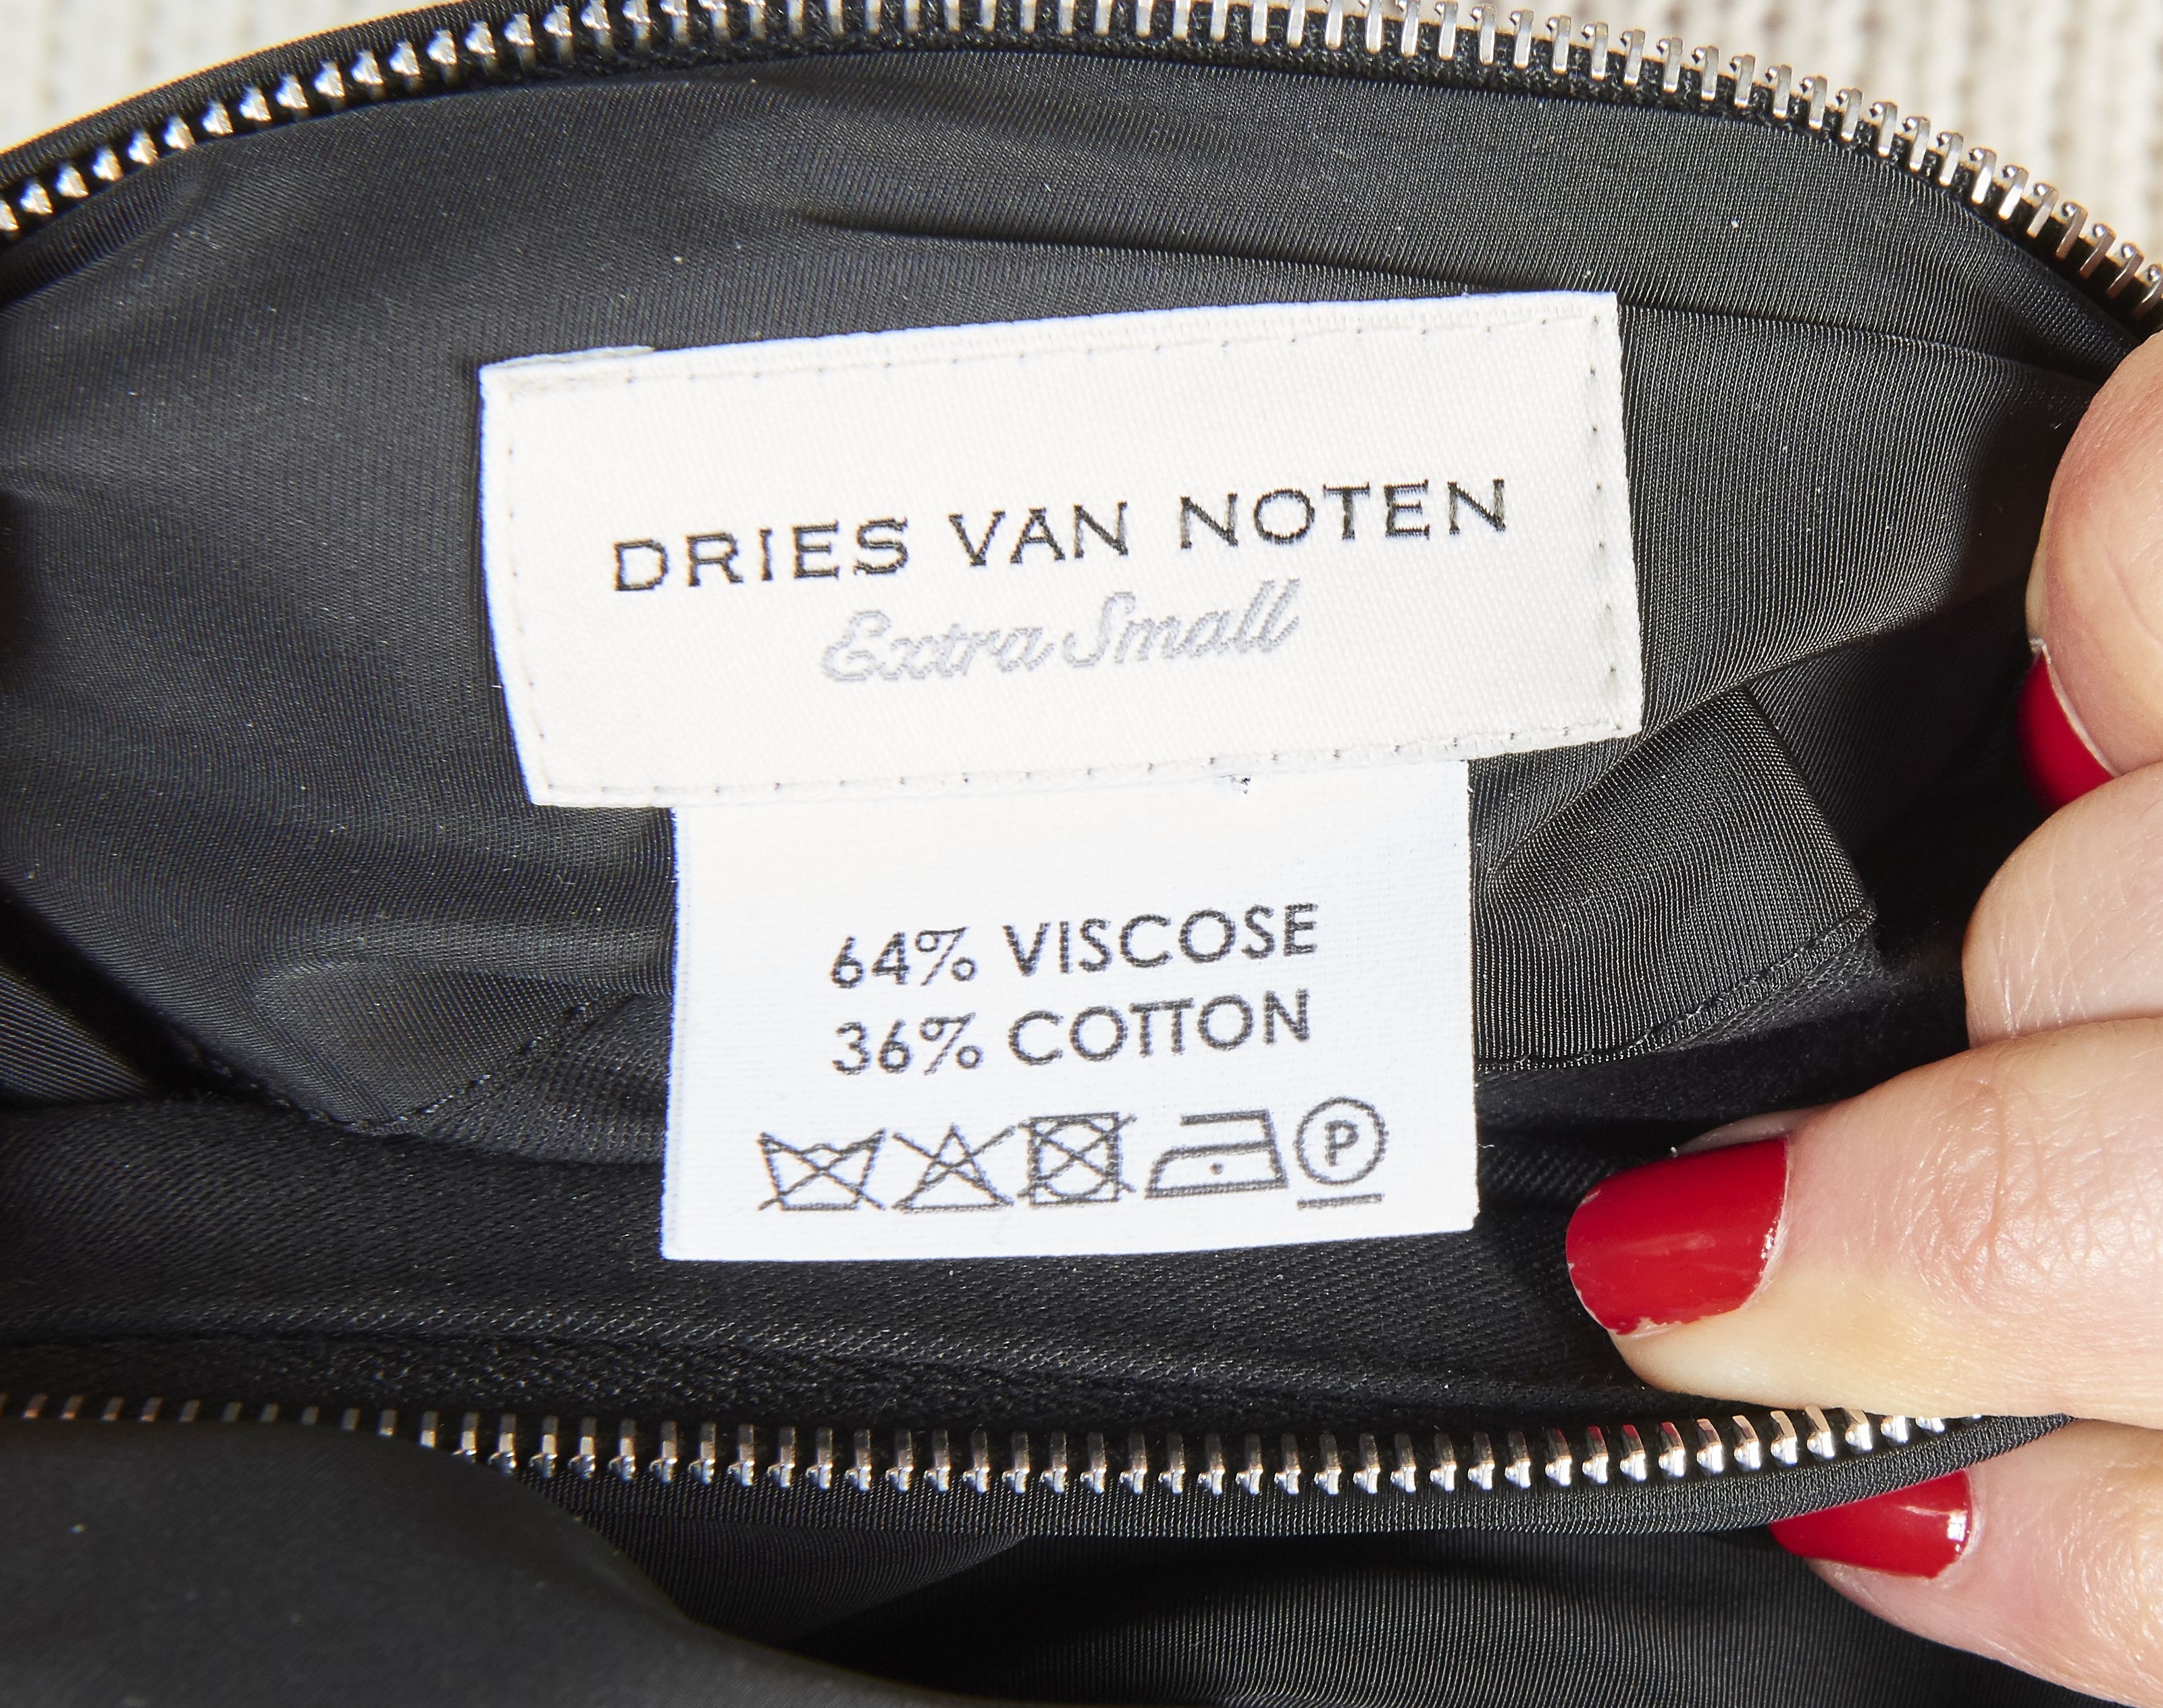 DRIES VAN NOTEN
Extra Small
64% VISCOSE
36% COTTON
P